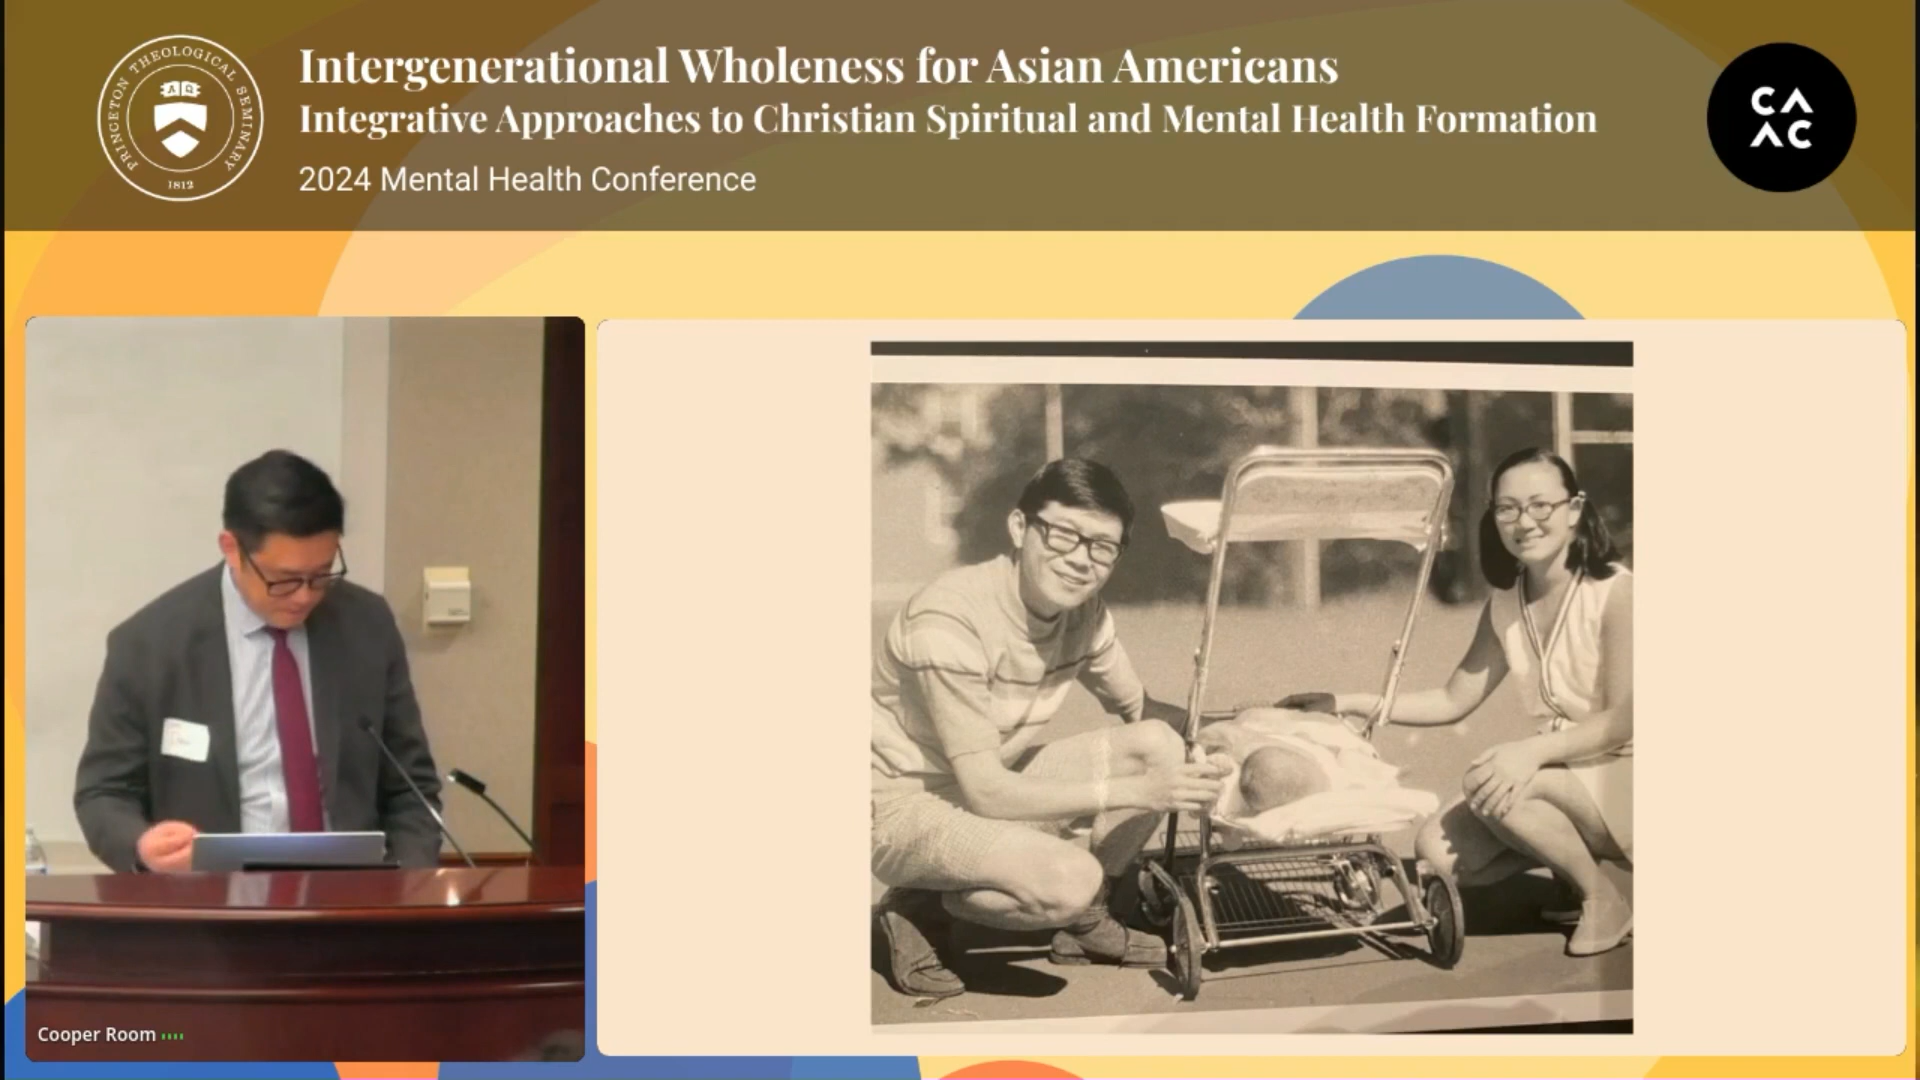 PRINCETON THEOLOGICAL SEMINARY
1812
Intergenerational Wholeness for Asian Americans
Integrative Approaches to Christian Spiritual and Mental Health Formation
2024 Mental Health Conference
CA
AC
Cooper Room